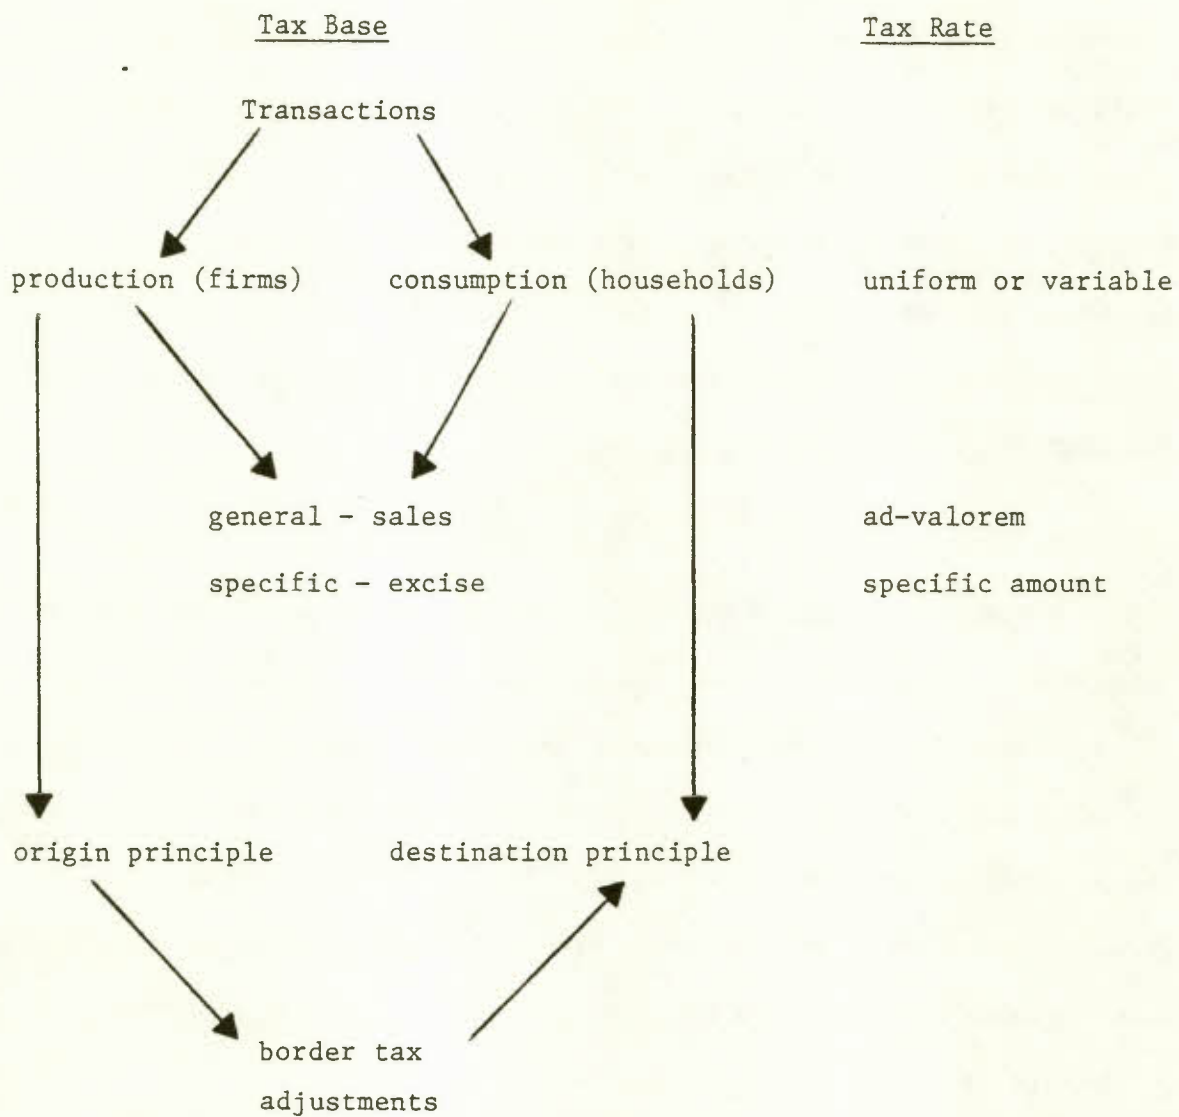 Tax Base Tax Rate
Transactions
production (firms) consumption (households) uniform or variable
general - sales ad-valorem
specific - excise specific amount
origin principle destination principle
border tax
adjustments